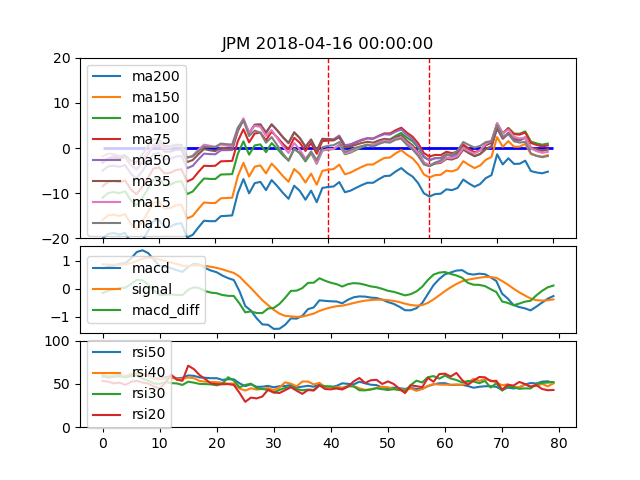 JPM 2018-04-16 00:00:00
20
10
0
−10
−20
ma200
ma150
ma100
ma75
ma50
ma35
ma15
ma10
1
0
−1
macd
signal
macd_diff
100
50
0
rsi50
rsi40
rsi30
rsi20
0 10 20 30 40 50 60 70 80